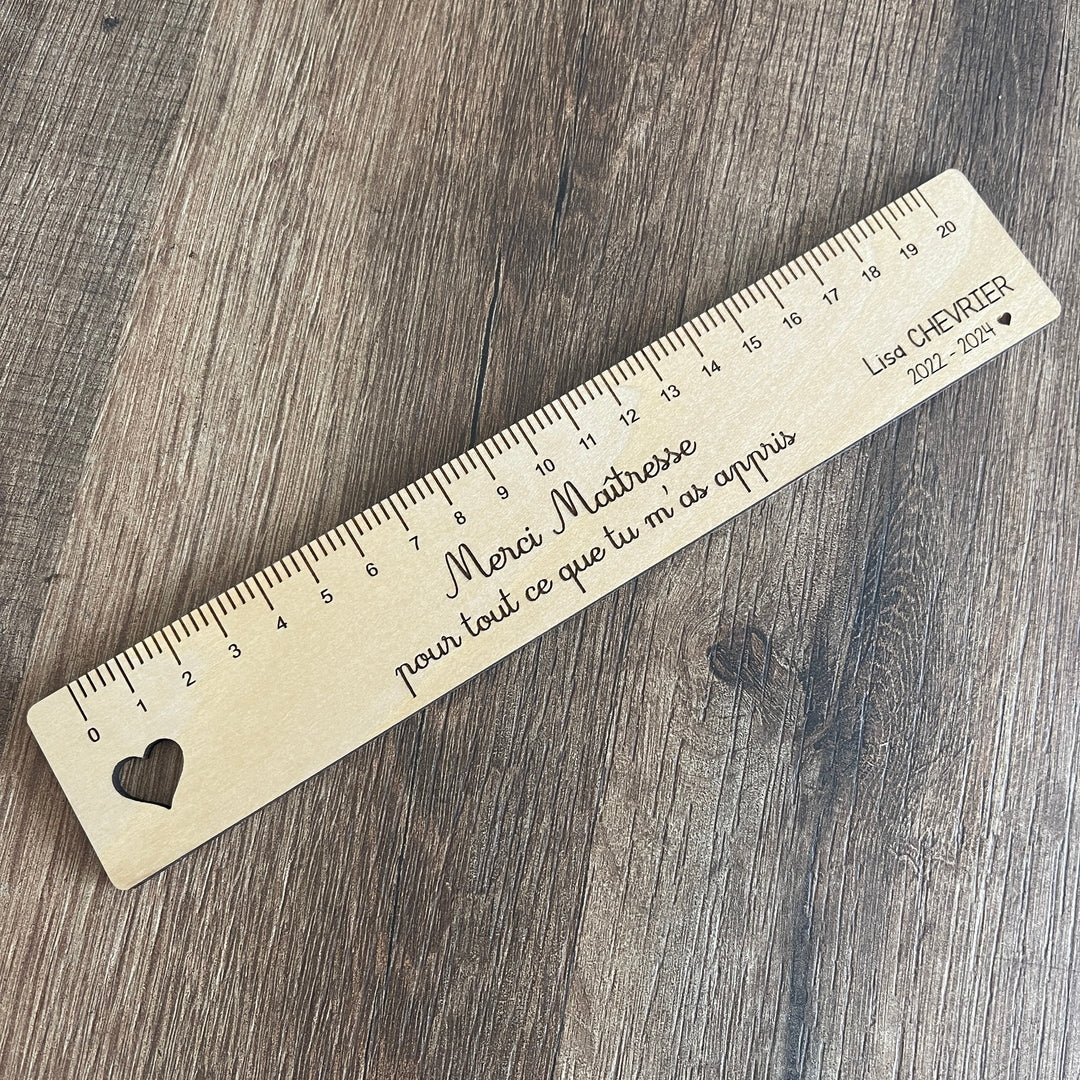 0 1 2 3 4 5 6 7 8 9 10 11 12 13 14 15 16 17 18 19 20
Merci Maîtresse
pour tout ce que tu m'as appris
Lisa CHEVRIER
2022 - 2024